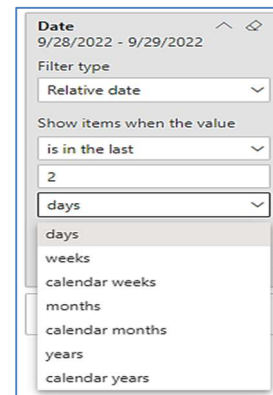 Date
9/28/2022 - 9/29/2022
Filter type
Relative date
Show items when the value
is in the last
2
days
days
weeks
calendar weeks
months
calendar months
years
calendar years